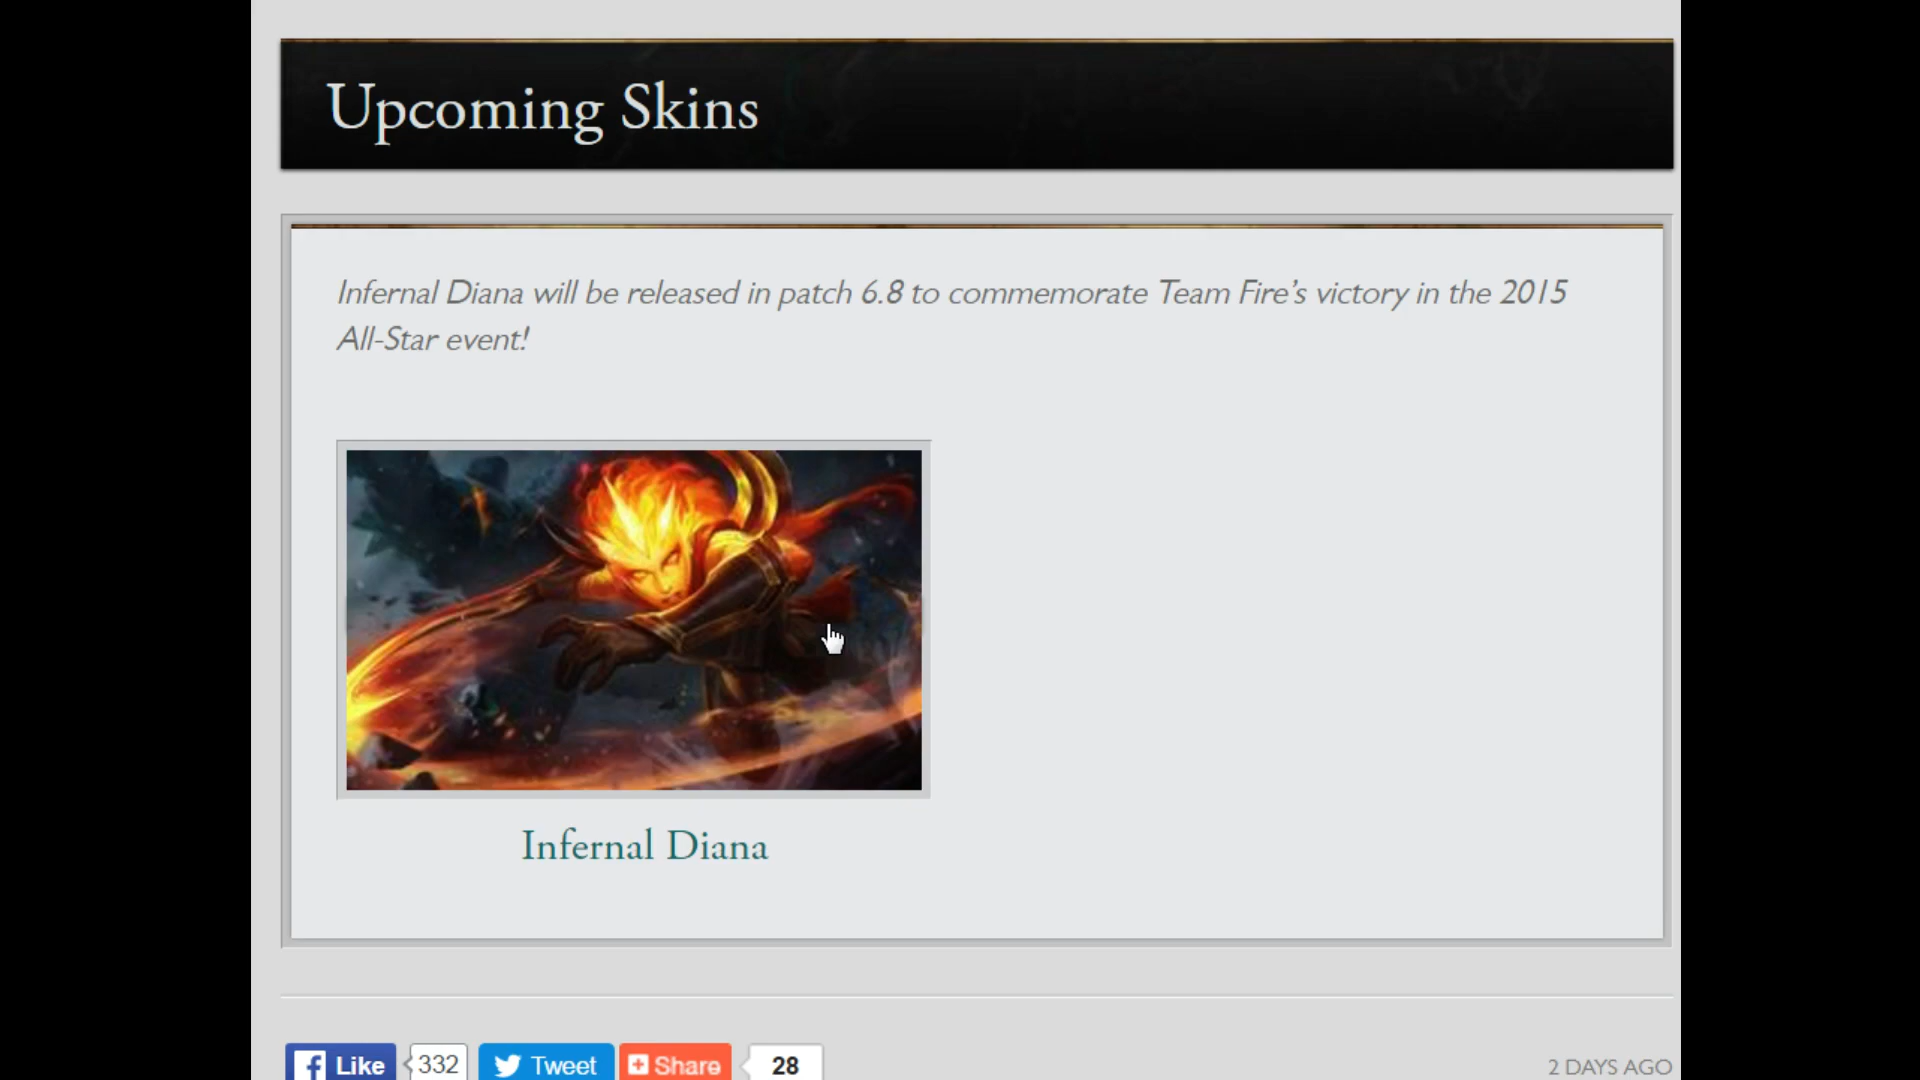 Upcoming Skins
Infernal Diana will be released in patch 6.8 to commemorate Team Fire's victory in the 2015
All-Star event!
Infernal Diana
Like 332 Tweet Share 28 2 DAYS AGO